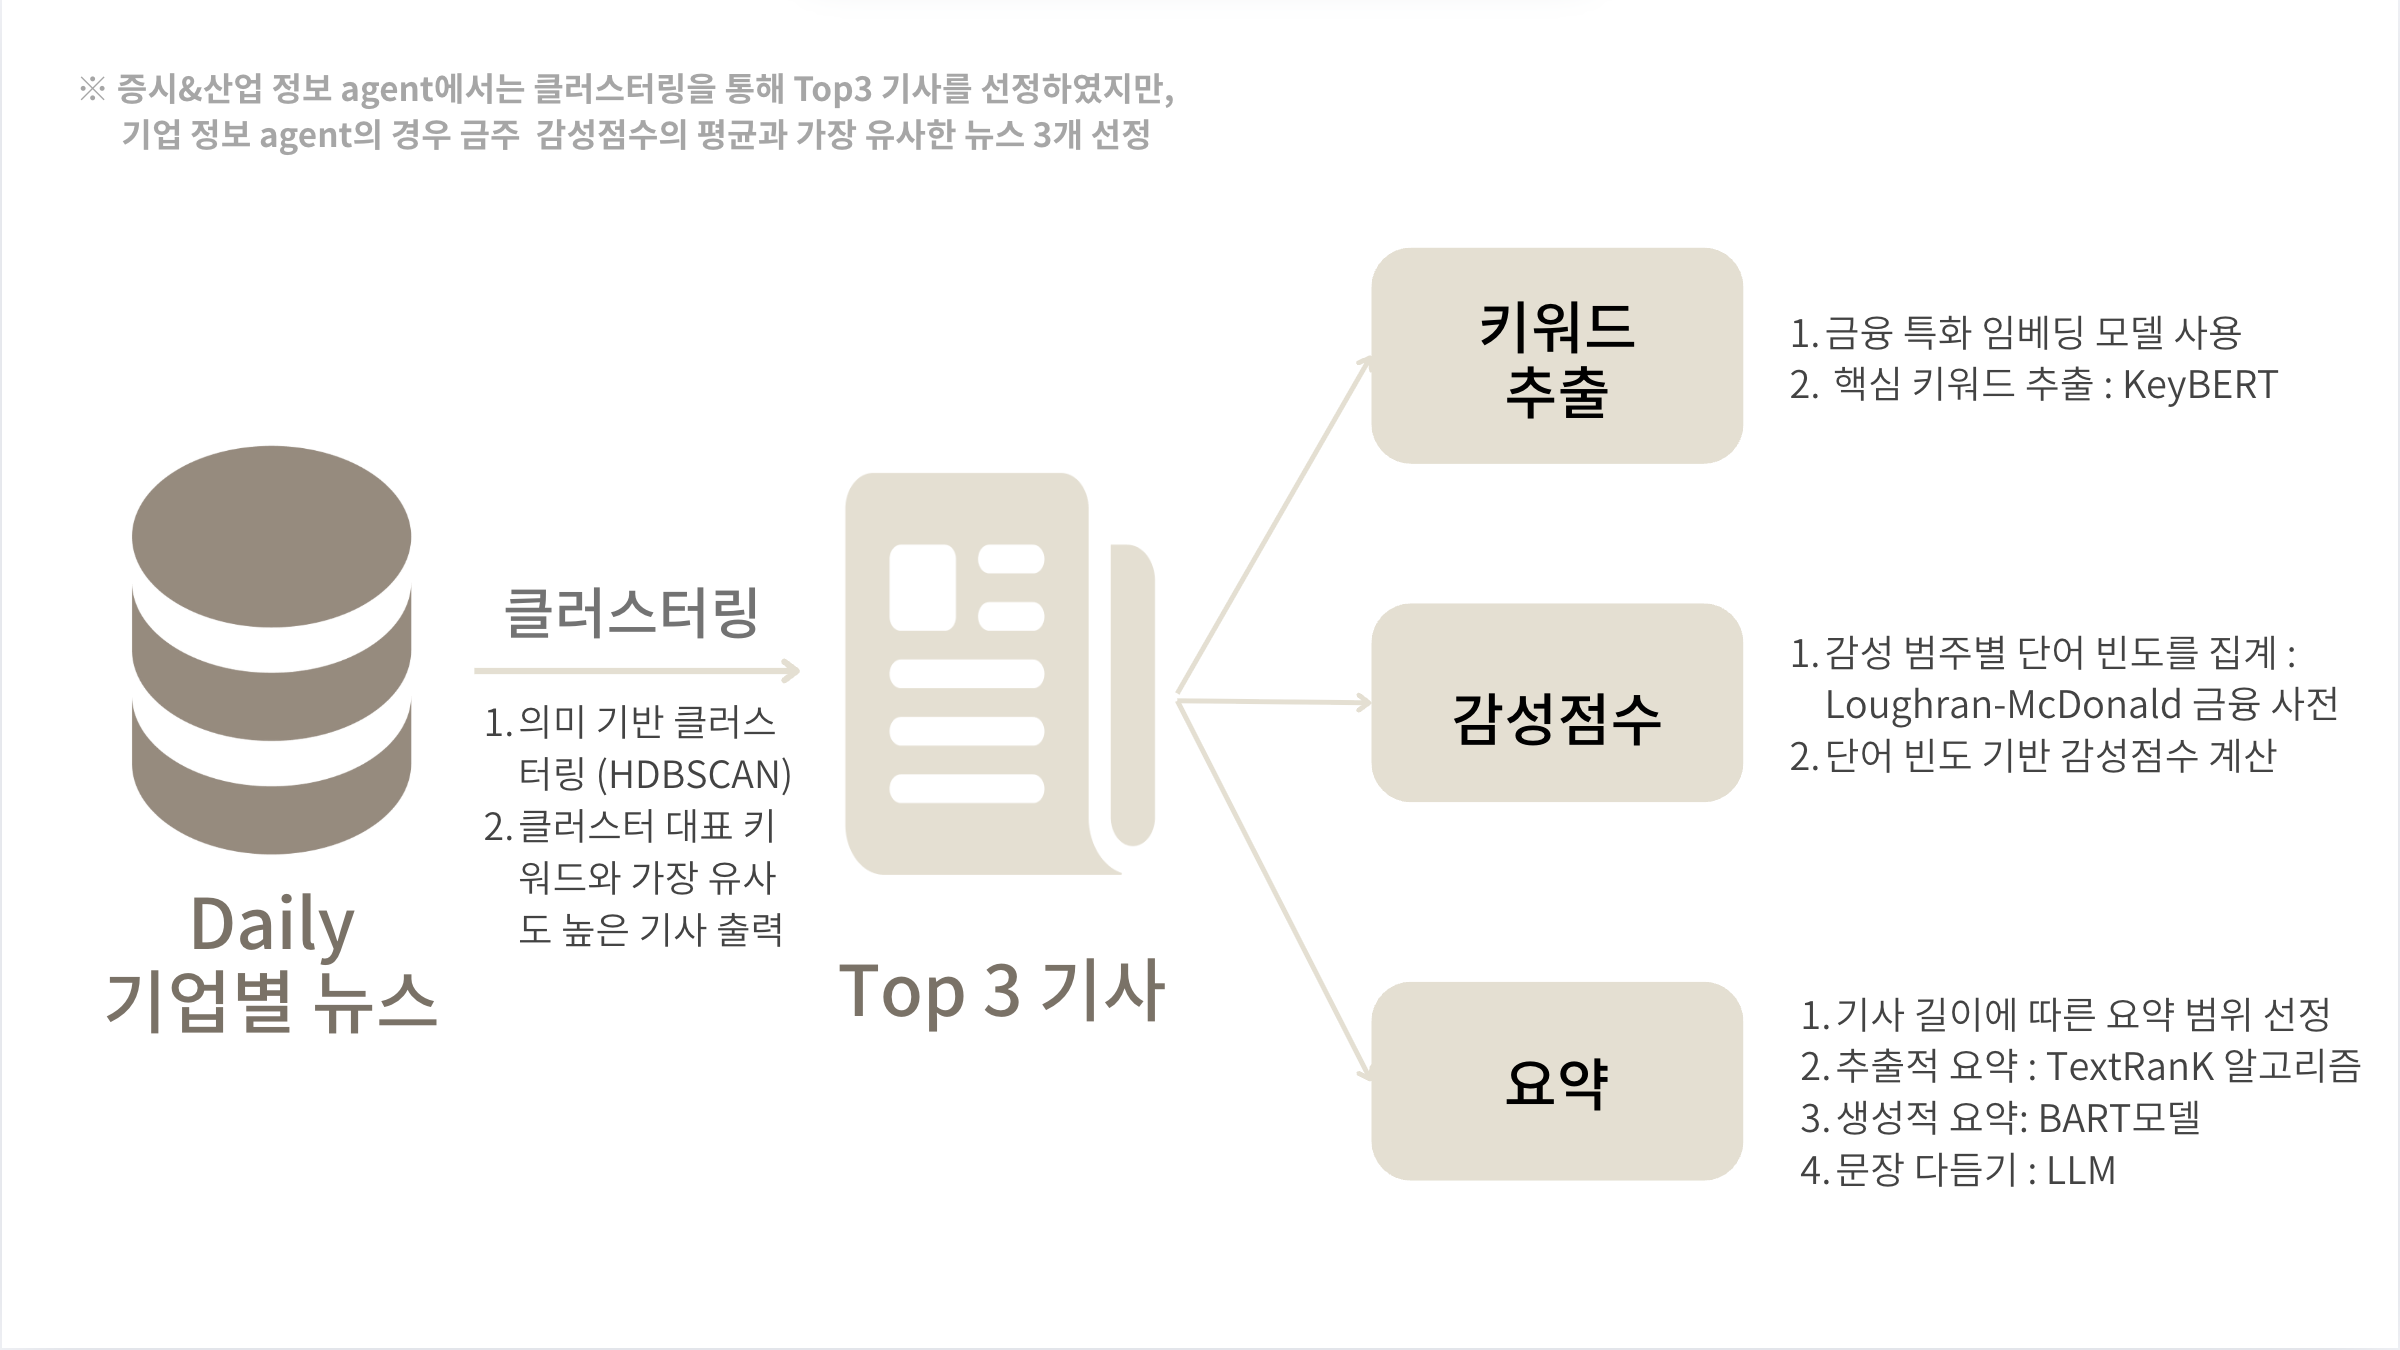 ※ 증시&산업 정보 agent에서는 클러스터링을 통해 Top3 기사를 선정하였지만,
기업 정보 agent의 경우 금주  감성점수의 평균과 가장 유사한 뉴스 3개 선정
Daily
기업별 뉴스
클러스터링
1. 의미 기반 클러스
터링 (HDBSCAN)
2. 클러스터 대표 키
워드와 가장 유사
도 높은 기사 출력
Top 3 기사
키워드
추출
1. 금융 특화 임베딩 모델 사용
2. 핵심 키워드 추출 : KeyBERT
감성점수
1. 감성 범주별 단어 빈도를 집계 :
Loughran-McDonald 금융 사전
2. 단어 빈도 기반 감성점수 계산
요약
1. 기사 길이에 따른 요약 범위 선정
2. 추출적 요약 : TextRanK 알고리즘
3. 생성적 요약: BART모델
4. 문장 다듬기 : LLM